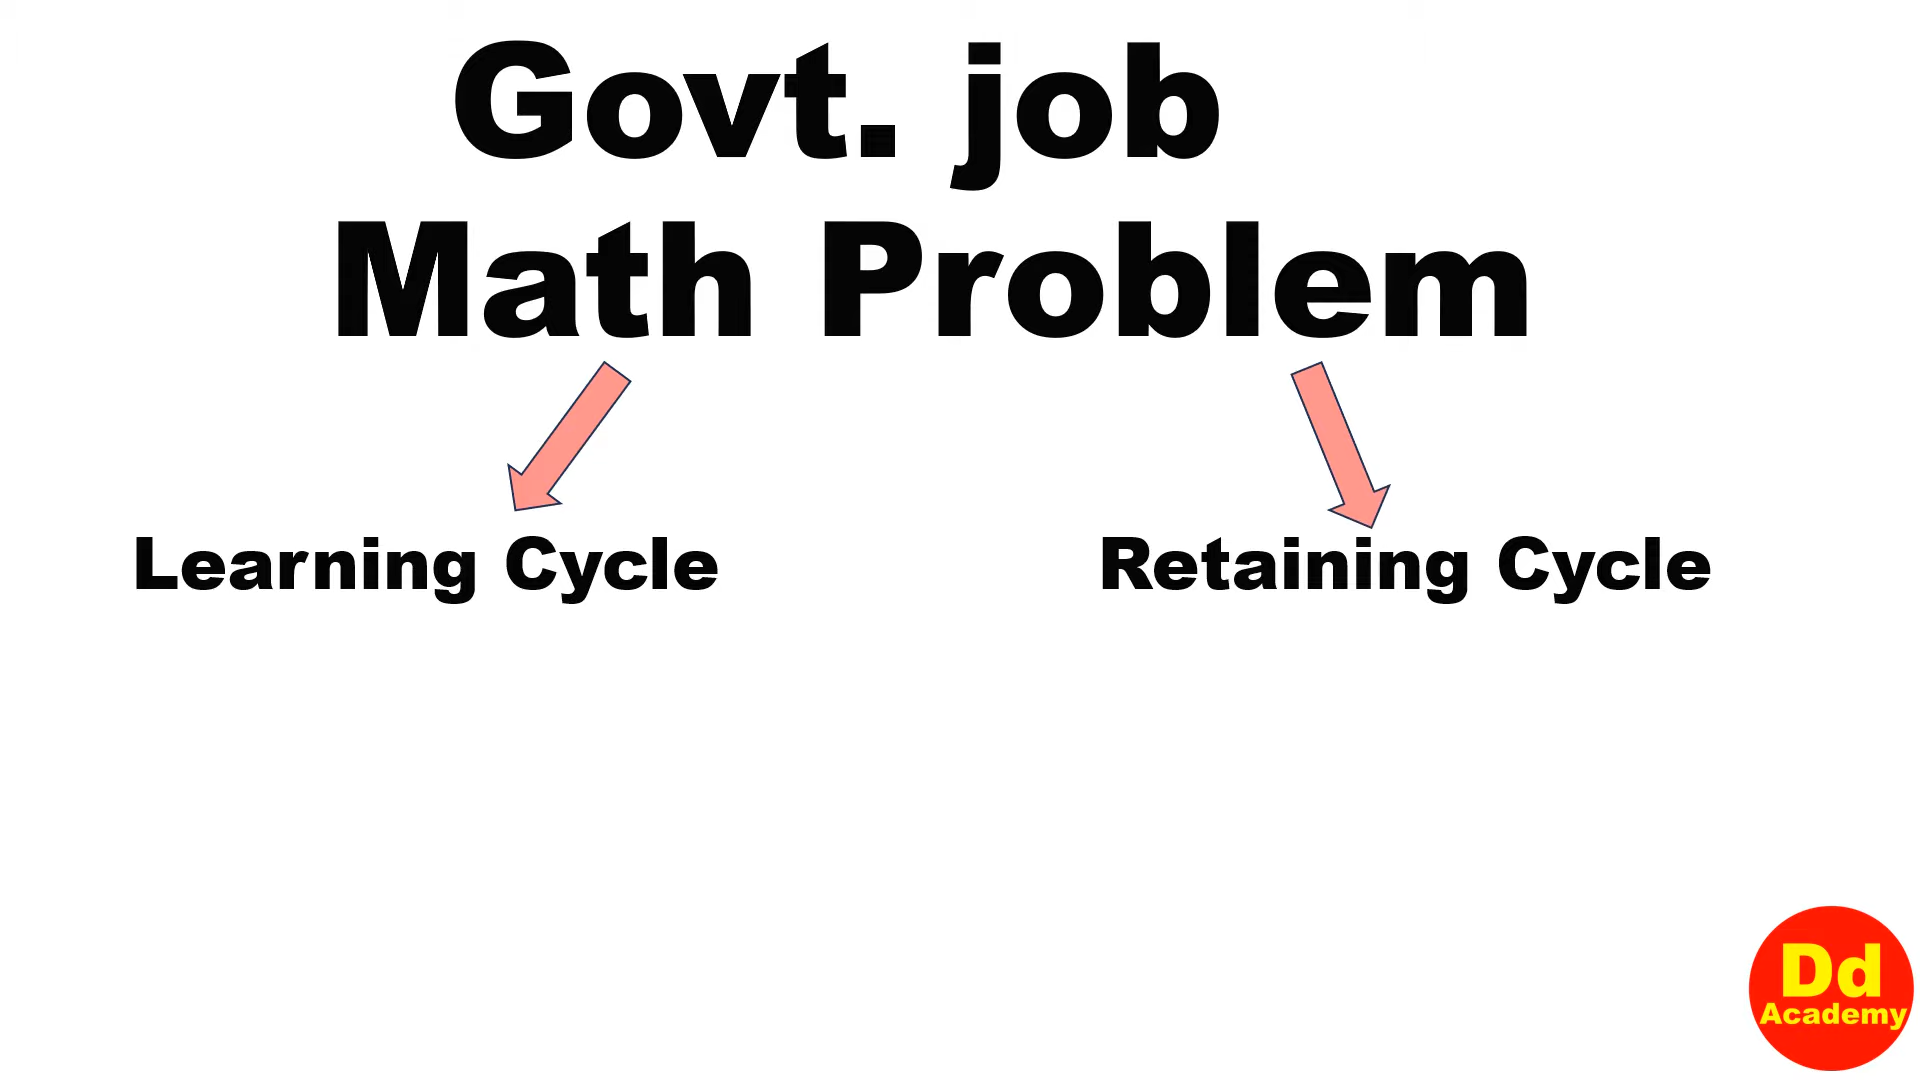 Govt. job
Math Problem
Learning Cycle
Retaining Cycle
Dd
Academy